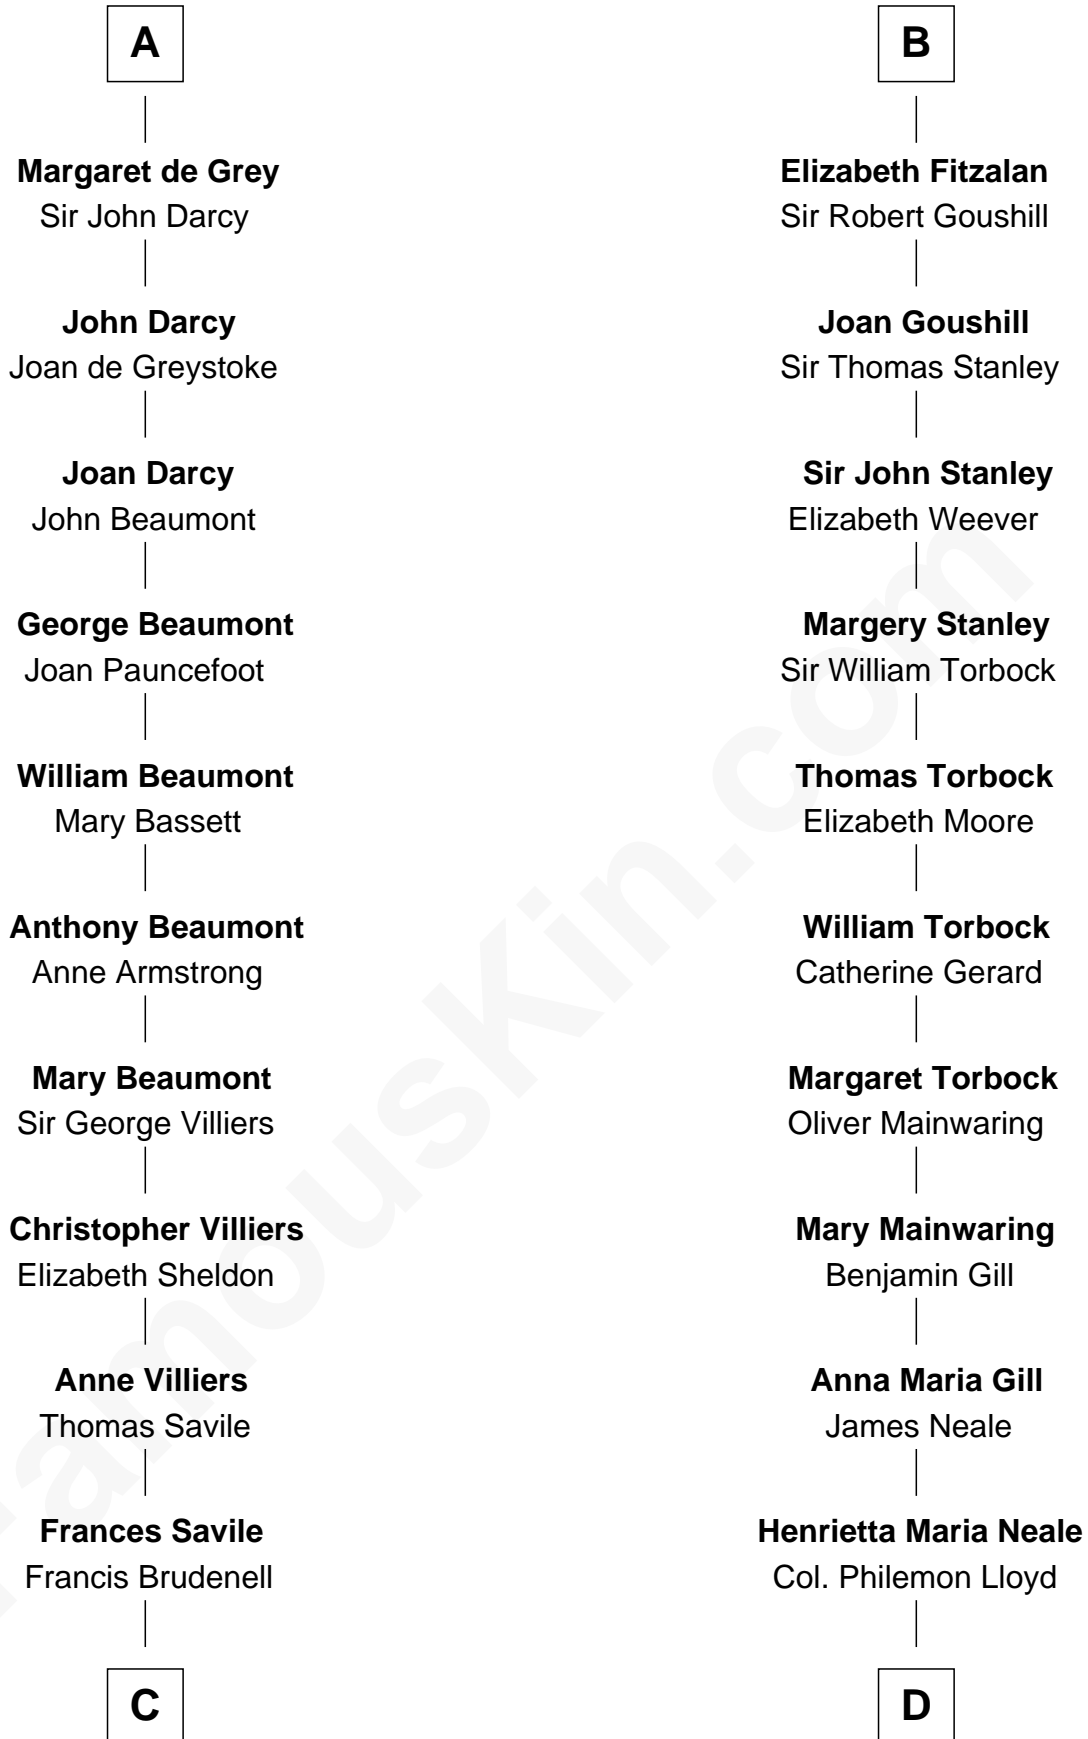 A
Margaret de Grey
Sir John Darcy
John Darcy
Joan de Greystoke
Joan Darcy
John Beaumont
George Beaumont
Joan Pauncefoot
William Beaumont
Mary Bassett
Anthony Beaumont
Anne Armstrong
Mary Beaumont
Sir George Villiers
Christopher Villiers
Elizabeth Sheldon
Anne Villiers
Thomas Savile
Frances Savile
Francis Brudenell
C
B
Elizabeth Fitzalan
Sir Robert Goushill
Joan Goushill
Sir Thomas Stanley
Sir John Stanley
Elizabeth Weever
Margery Stanley
Sir William Torbock
Thomas Torbock
Elizabeth Moore
William Torbock
Catherine Gerard
Margaret Torbock
Oliver Mainwaring
Mary Mainwaring
Benjamin Gill
Anna Maria Gill
James Neale
Henrietta Maria Neale
Col. Philemon Lloyd
D
FamousKin.com